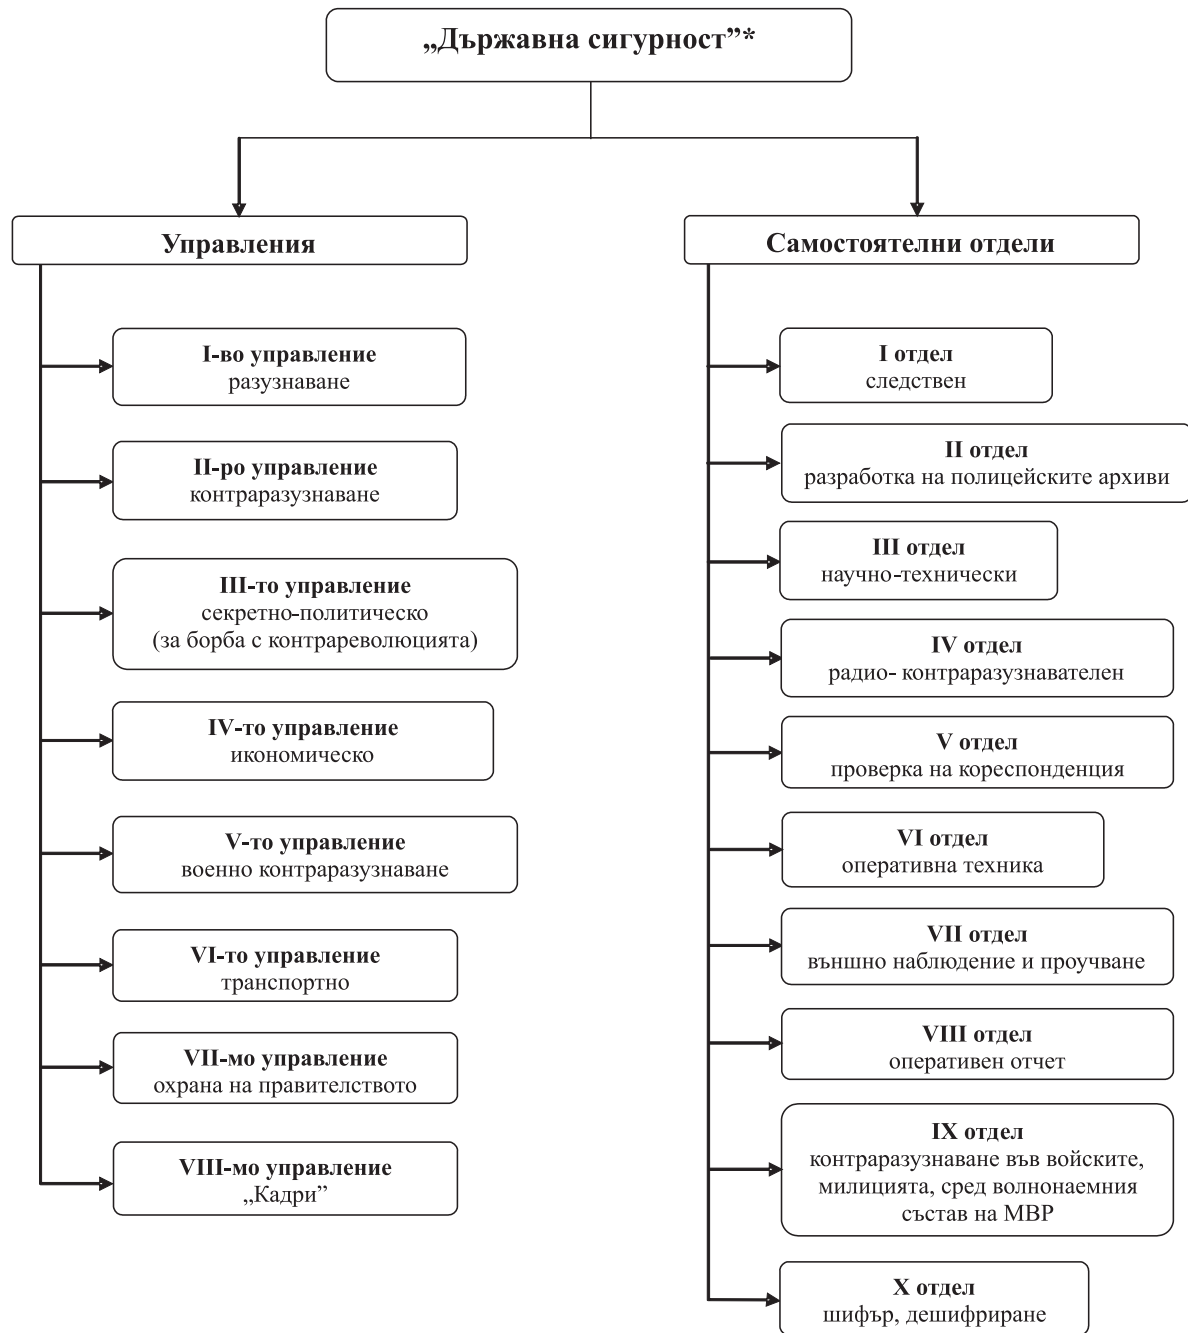 „Държавна сигурност”*
Управления
I-во управление
разузнаване
II-ро управление
контраразузнаване
III-то управление
секретно-политическо
(за борба с контрареволюцията)
IV-то управление
икономическо
V-то управление
военно контраразузнаване
VI-то управление
транспортно
VII-мо управление
охрана на правителството
VIII-мо управление
„Кадри”
Самостоятелни отдели
I отдел
следствен
II отдел
разработка на полицейските архиви
III отдел
научно-технически
IV отдел
радио- контраразузнавателен
V отдел
проверка на кореспонденция
VI отдел
оперативна техника
VII отдел
външно наблюдение и проучване
VIII отдел
оперативен отчет
IX отдел
контраразузнаване във войските,
милицията, сред волнонаемния
състав на МВР
X отдел
шифър, дешифриране